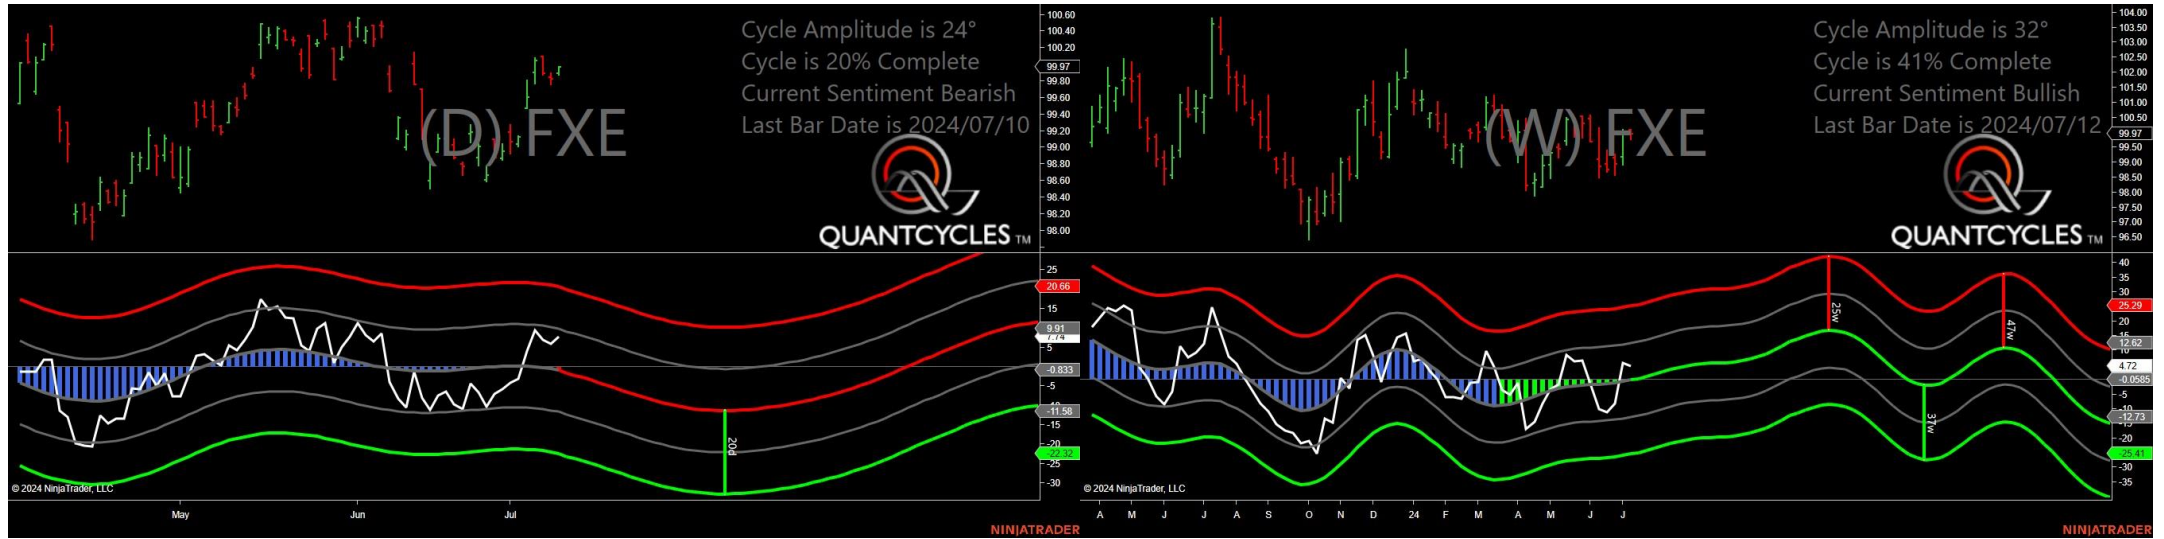 Cycle Amplitude is 24°
Cycle is 20% Complete
Current Sentiment Bearish
Last Bar Date is 2024/07/10
(D) FXE
QUANTCYCLES TM
100.60
100.40
100.20
99.97
99.80
99.60
99.40
99.20
99.00
98.80
98.60
98.40
98.20
98.00
25
20.66
15
9.91
7.74
5
-0.833
-5
-11.58
-15
-20
-22.32
-25
-30
20d
© 2024 NinjaTrader, LLC
May Jun Jul
NINJATRADER
Cycle Amplitude is 32°
Cycle is 41% Complete
Current Sentiment Bullish
Last Bar Date is 2024/07/12
(W) FXE
QUANTCYCLES TM
104.00
103.50
103.00
102.50
102.00
101.50
101.00
100.50
99.97
99.50
99.00
98.50
98.00
97.50
97.00
96.50
40
35
30
25.29
20
12.62
4.72
-0.0585
-5
-12.73
-20
-25.41
-30
-35
25w
47w
37w
© 2024 NinjaTrader, LLC
A M J J A S O N D 24 F M A M J J
NINJATRADER